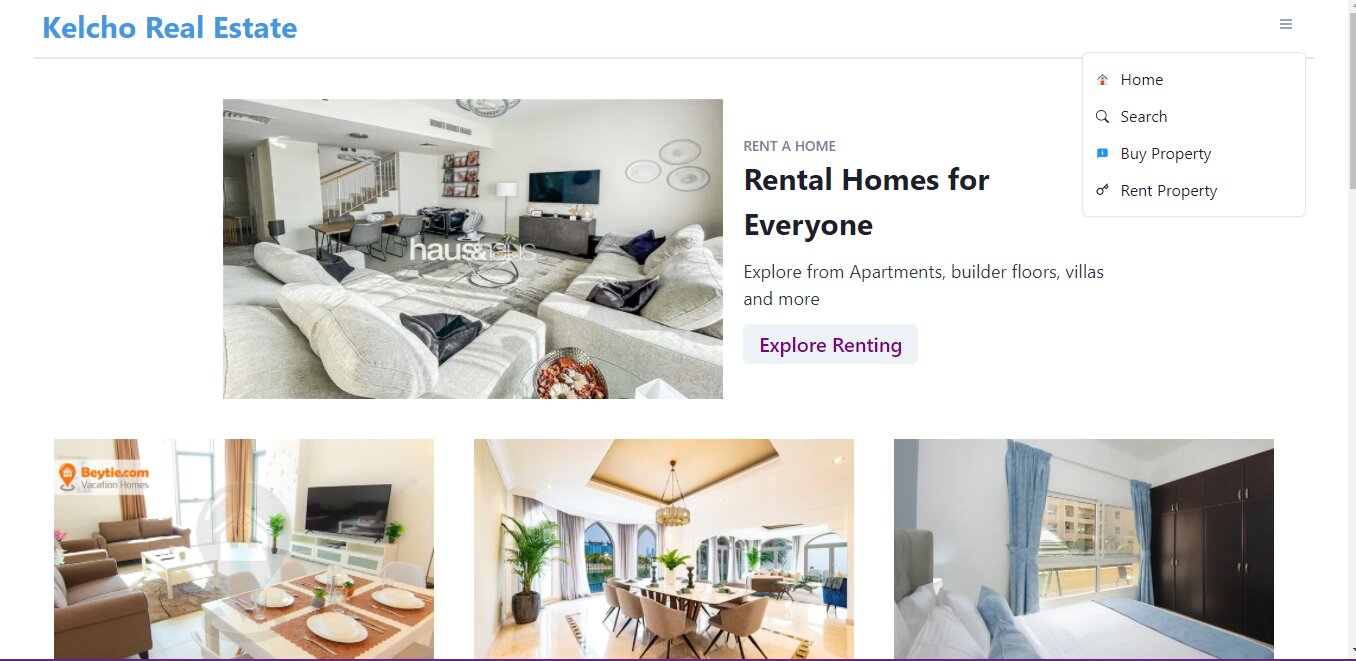 Kelcho Real Estate
Home
Search
Buy Property
Rent Property
RENT A HOME
Rental Homes for
Everyone
Explore from Apartments, builder floors, villas
and more
Explore Renting
haus&haus
Beytie.com
Vacation Homes